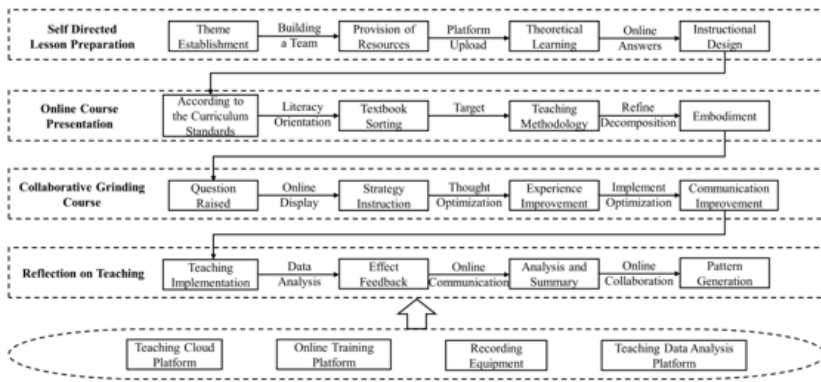 Self Directed
Lesson Preparation
Theme
Establishment
Building
a Team
Provision of
Resources
Platform
Upload
Theoretical
Learning
Online
Answers
Instructional
Design
Online Course
Presentation
According to
the Curriculum
Standards
Literacy
Orientation
Textbook
Sorting
Target
Teaching
Methodology
Refine
Decomposition
Embodiment
Collaborative Grinding
Course
Question
Raised
Online
Display
Strategy
Instruction
Thought
Optimization
Experience
Improvement
Implement
Optimization
Communication
Improvement
Reflection on Teaching
Teaching
Implementation
Data
Analysis
Effect
Feedback
Online
Communication
Analysis and
Summary
Online
Collaboration
Pattern
Generation
Teaching Cloud
Platform
Online Training
Platform
Recording
Equipment
Teaching Data Analysis
Platform